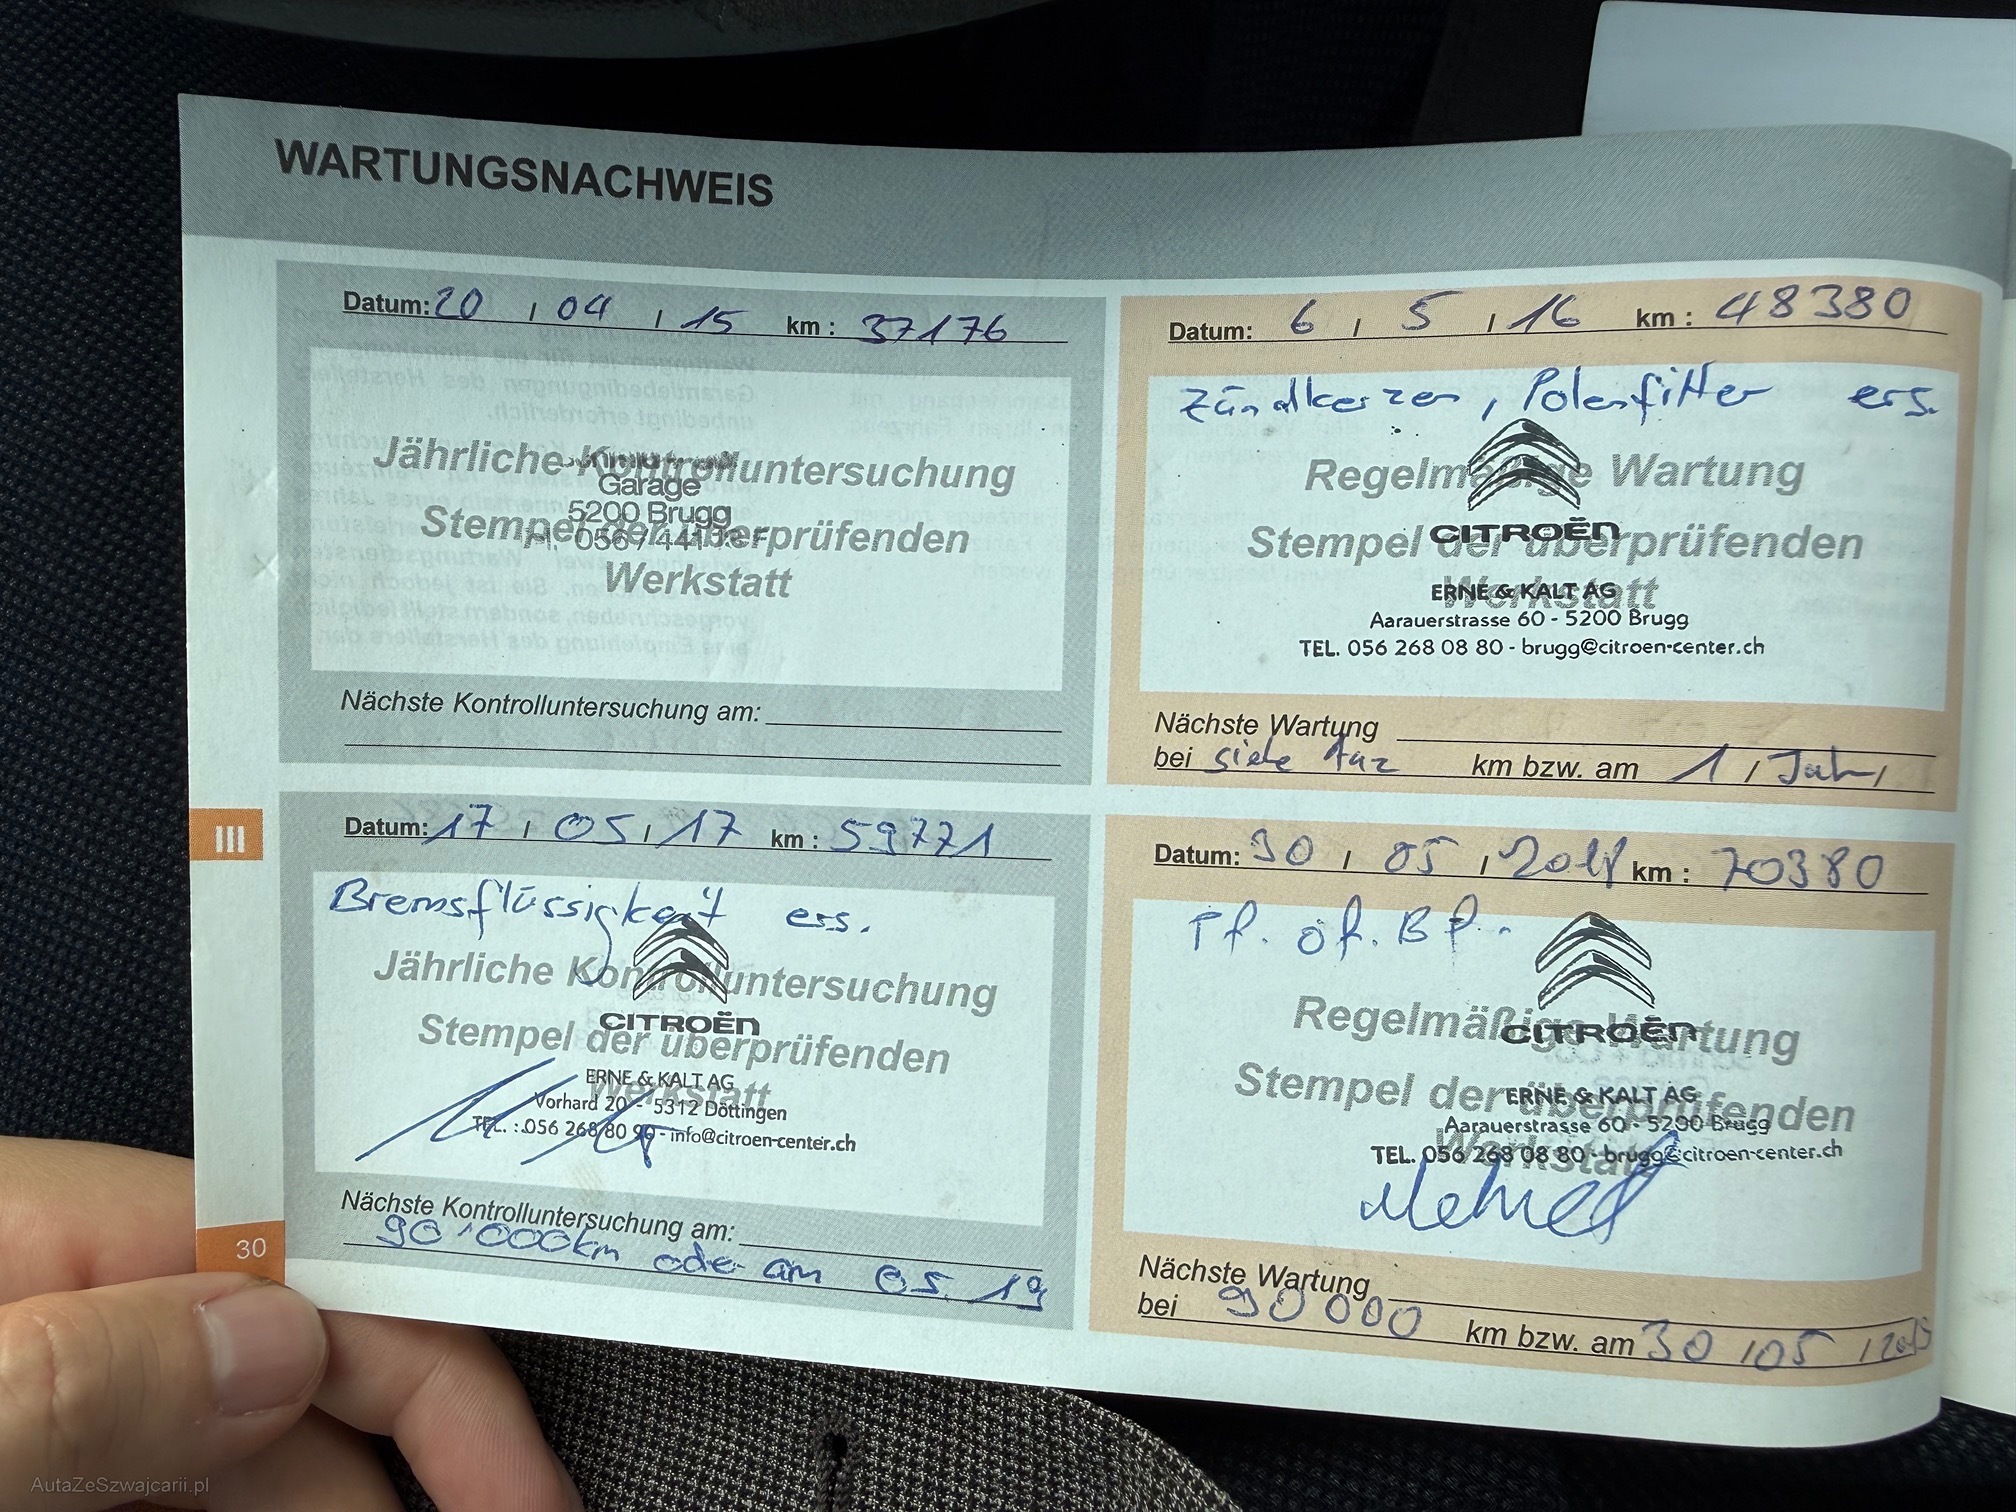 WARTUNGSNACHWEIS
Datum: 20 / 04 / 15 km : 37176
Jährliche Kontrolluntersuchung
Garage
5200 Brugg
Stempel der überprüfenden
Werkstatt
Nächste Kontrolluntersuchung am:
Datum: 6 / 5 / 16 km : 48380
Zündkerzen, Polenfilter ers.
Regelmäßige Wartung
CITROËN
Stempel der überprüfenden
Werkstatt
ERNE & KALT AG
Aarauerstrasse 60 - 5200 Brugg
TEL. 056 268 08 80 - brugg@citroen-center.ch
Nächste Wartung
bei siehe km bzw. am 1 / Jahr /
III
Datum: 17 / 05 / 17 km : 59771
Bremsflüssigkeit ers.
Jährliche Kontrolluntersuchung
CITROËN
Stempel der überprüfenden
Werkstatt
ERNE & KALT AG
Vorhard 20 - 5312 Döttingen
TEL. : 056 268 80 90 - info@citroen-center.ch
Nächste Kontrolluntersuchung am:
90'000km oder am 05. 19
Datum: 30 / 05 / 2018 km : 70380
Pf. öf. Bf.
Regelmäßige Wartung
CITROËN
Stempel der überprüfenden
Werkstatt
ERNE & KALT AG
Aarauerstrasse 60 - 5200 Brugg
TEL. 056 268 08 80 - brugg@citroen-center.ch
Nächste Wartung
bei 90 000 km bzw. am 30 / 05 / 2019
30
AutaZeSzwajcarii.pl